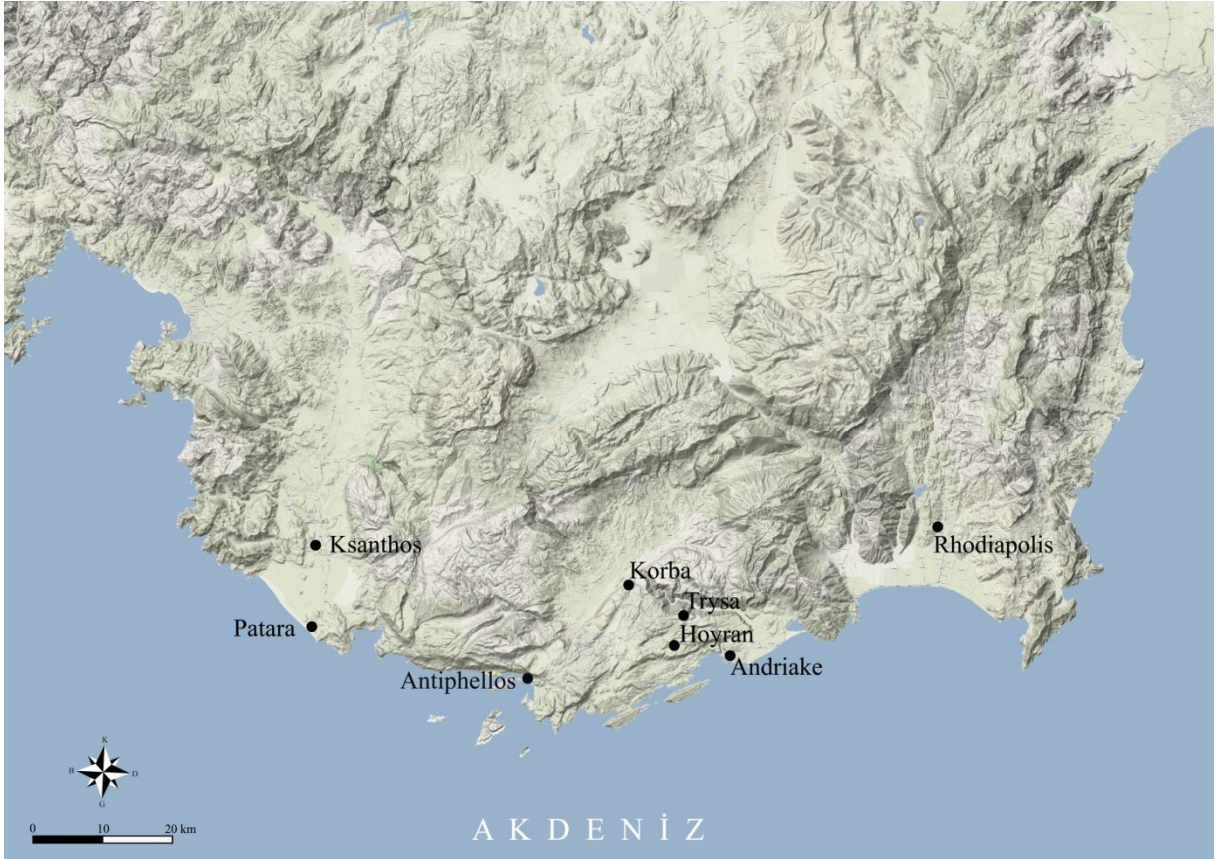 Ksanthos
Rhodiapolis
Korba
Trysa
Patara
Hoyran
Andriake
Antiphellos
K
B D
G
0 10 20 km
AKDENİZ